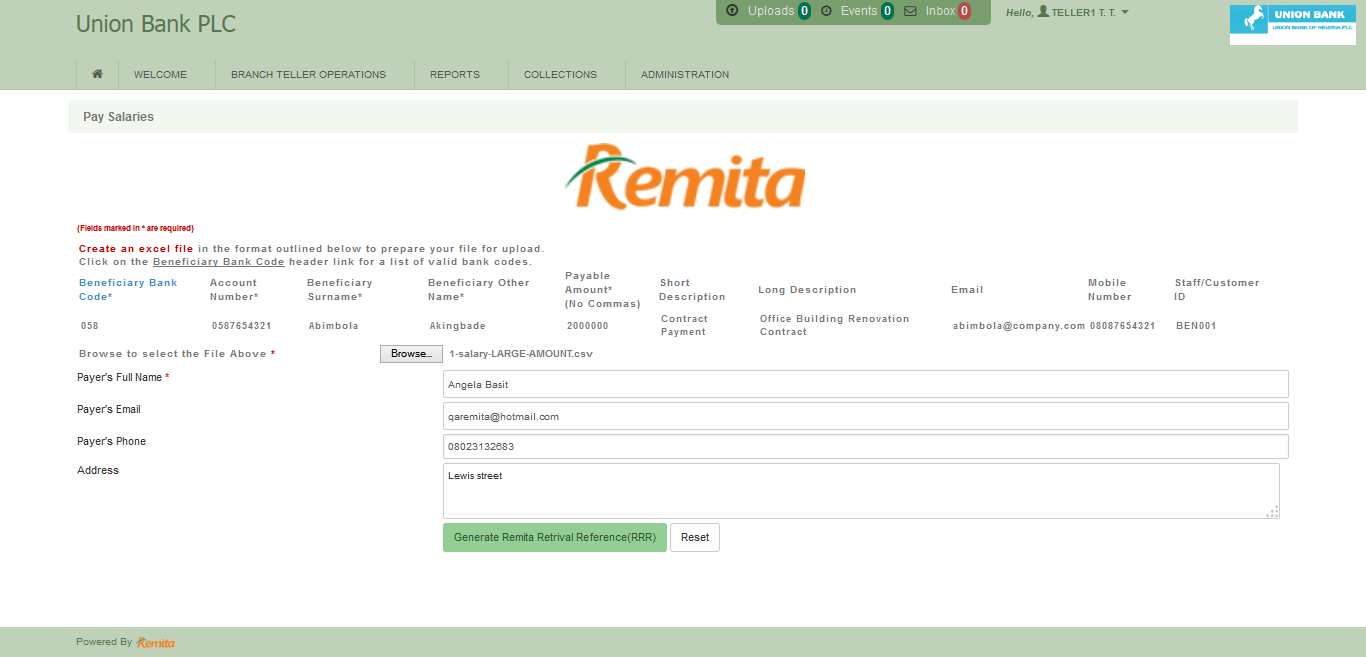 Union Bank PLC
Uploads 0 Events 0 Inbox 0
Hello, TELLER1 T. T.
UNION BANK
UNION BANK OF NIGERIA PLC
WELCOME BRANCH TELLER OPERATIONS REPORTS COLLECTIONS ADMINISTRATION
Pay Salaries
Remita
(Fields marked in * are required)
Create an excel file in the format outlined below to prepare your file for upload.
Click on the Beneficiary Bank Code header link for a list of valid bank codes.
Beneficiary Bank Code* Account Number* Beneficiary Surname* Beneficiary Other Name* Payable Amount* (No Commas) Short Description Long Description Email Mobile Number Staff/Customer ID
058 0587654321 Abimbola Akingbade 2000000 Contract Payment Office Building Renovation Contract abimbola@company.com 08087654321 BEN001
Browse to select the File Above * Browse... 1-salary-LARGE-AMOUNT.csv
Payer's Full Name * Angela Basit
Payer's Email qaremita@hotmail.com
Payer's Phone 08023132683
Address Lewis street
Generate Remita Retrival Reference(RRR) Reset
Powered By Remita